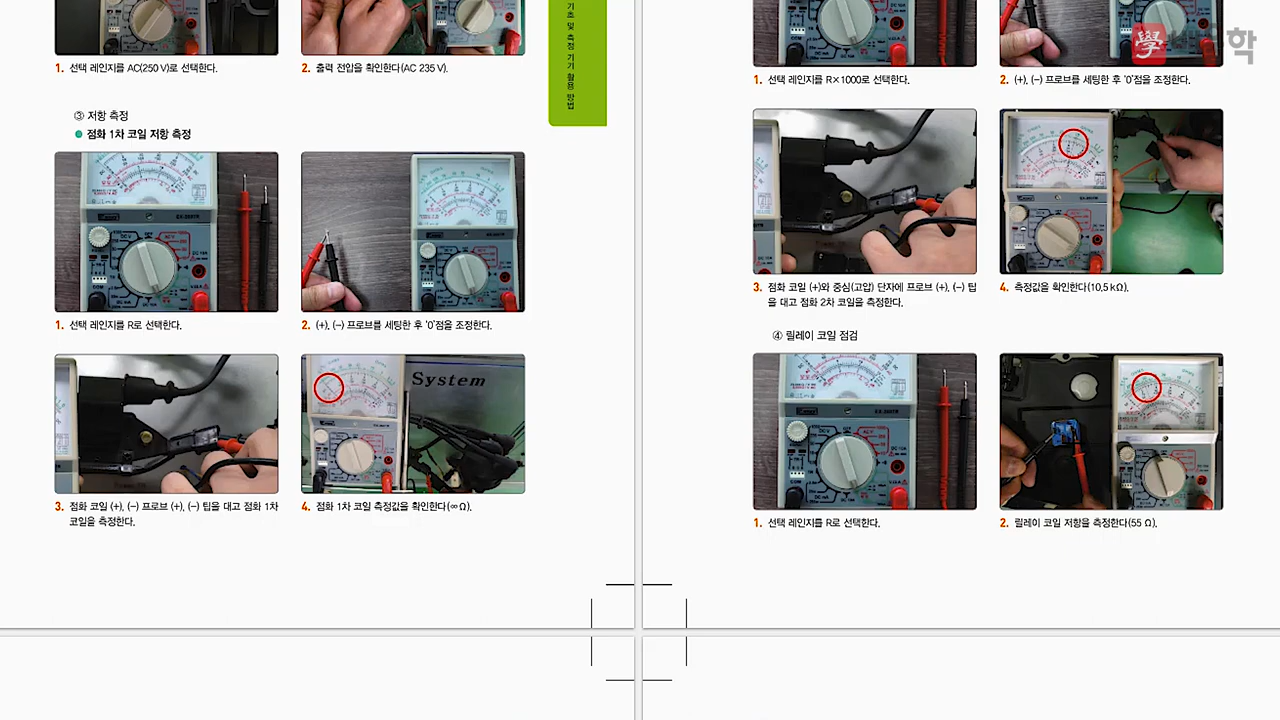 1. 선택 레인지를 AC(250 V)로 선택한다.
2. 출력 전압을 확인한다(AC 235 V).
기초 및 측정 기기 활용 방법
③ 저항 측정
점화 1차 코일 저항 측정
1. 선택 레인지를 R로 선택한다.
2. (+), (−) 프로브를 세팅한 후 '0'점을 조정한다.
System
3. 점화 코일 (+), (−) 프로브 (+), (−) 팁을 대고 점화 1차
코일을 측정한다.
4. 점화 1차 코일 측정값을 확인한다(∞ Ω).
學
학
1. 선택 레인지를 R×1000로 선택한다.
2. (+), (−) 프로브를 세팅한 후 '0'점을 조정한다.
3. 점화 코일 (+)와 중심(고압) 단자에 프로브 (+), (−) 팁
을 대고 점화 2차 코일을 측정한다.
4. 측정값을 확인한다(10.5 kΩ).
④ 릴레이 코일 점검
1. 선택 레인지를 R로 선택한다.
2. 릴레이 코일 저항을 측정한다(55 Ω).